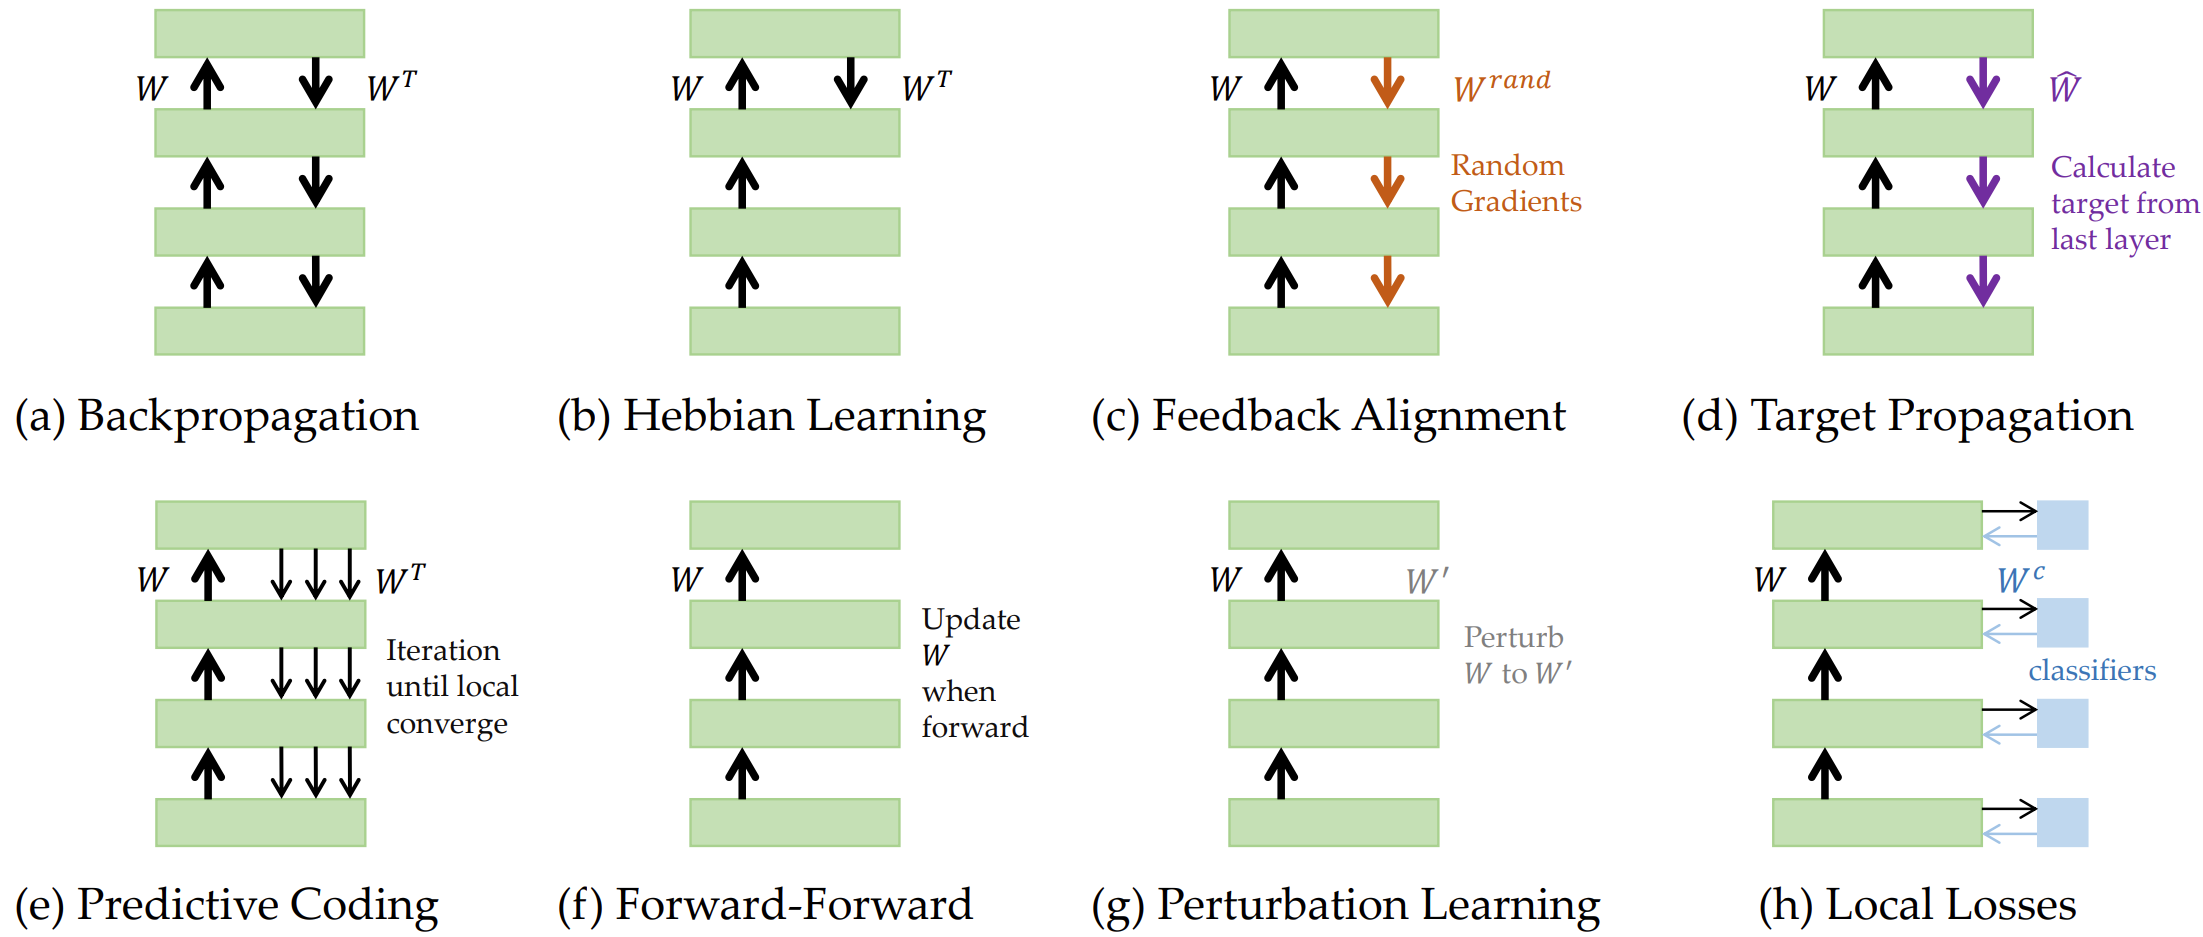 W
W^T
W
W^T
W
W^rand
Random
Gradients
W
Ŵ
Calculate
target from
last layer
(a) Backpropagation
(b) Hebbian Learning
(c) Feedback Alignment
(d) Target Propagation
W
W^T
Iteration
until local
converge
W
Update
W
when
forward
W
W′
Perturb
W to W′
W
W^c
classifiers
(e) Predictive Coding
(f) Forward-Forward
(g) Perturbation Learning
(h) Local Losses